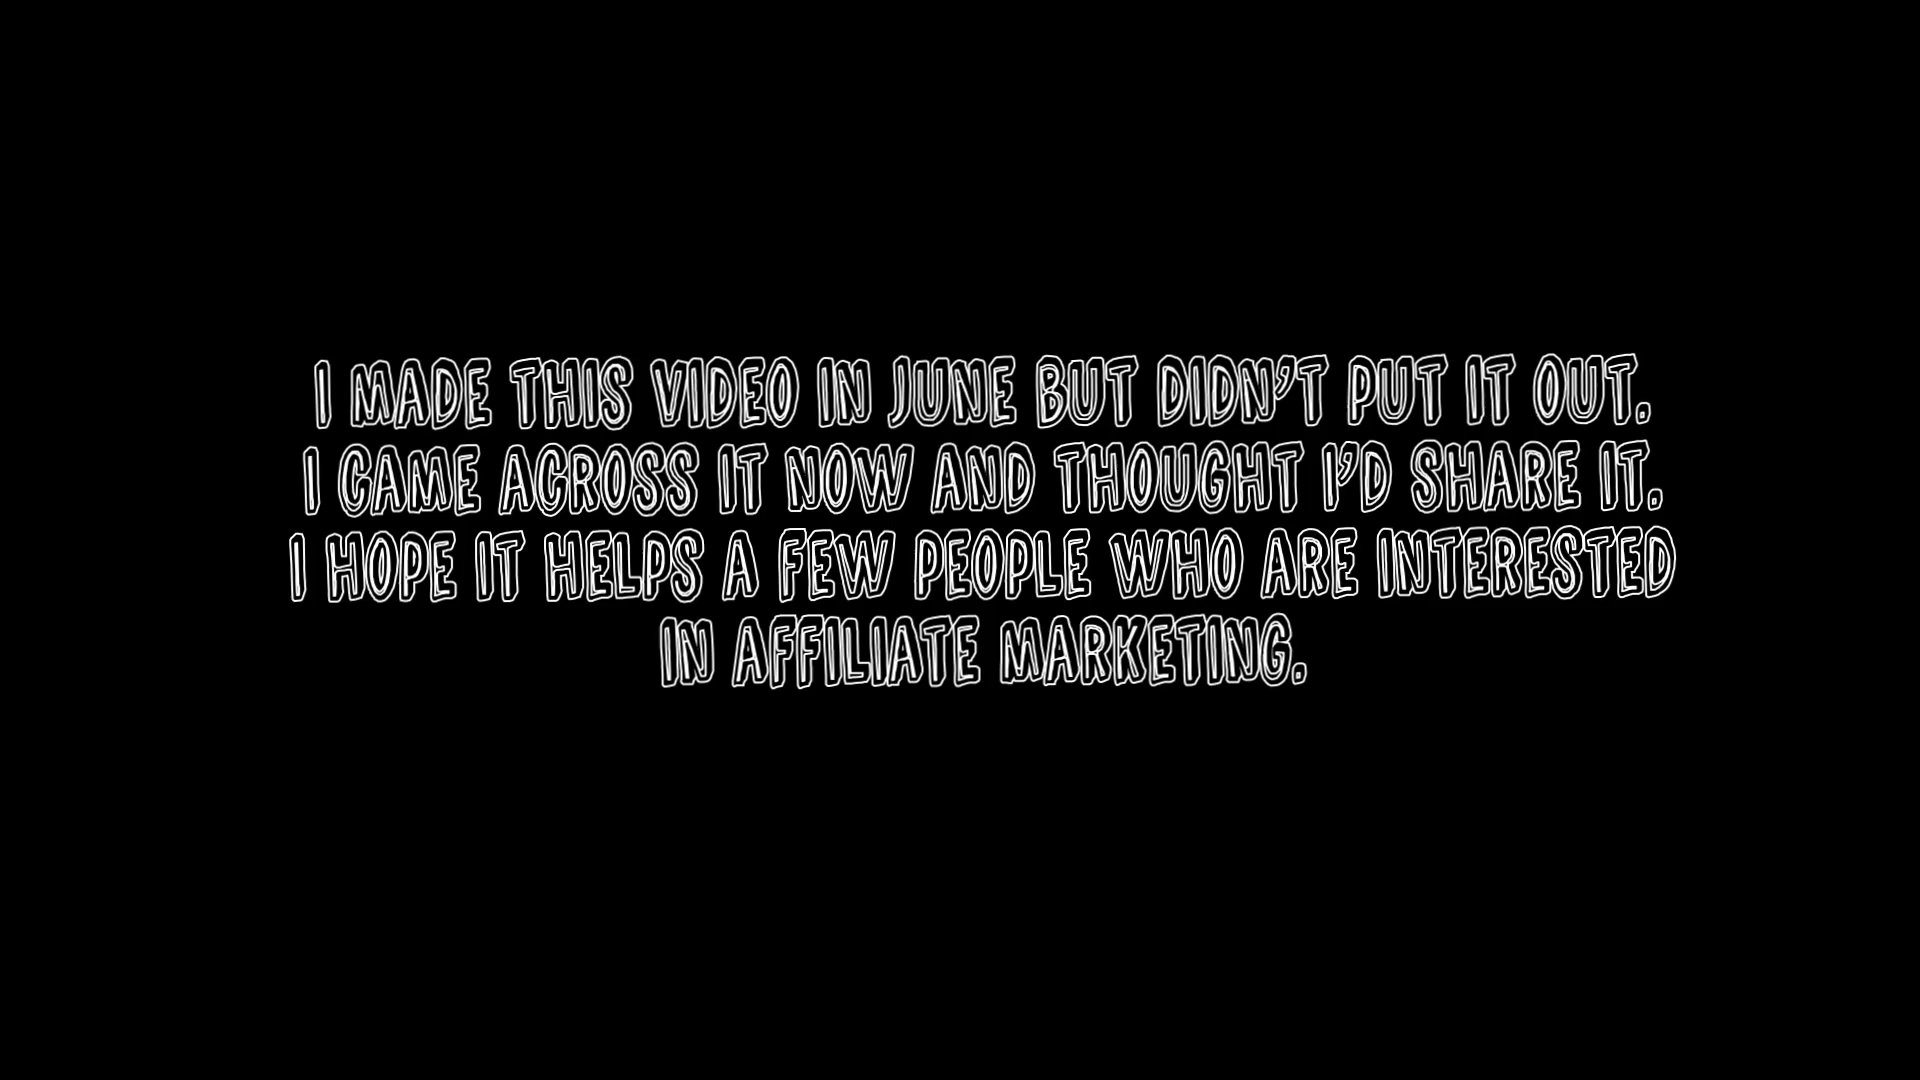 I MADE THIS VIDEO IN JUNE BUT DIDN'T PUT IT OUT.
I CAME ACROSS IT NOW AND THOUGHT I'D SHARE IT.
I HOPE IT HELPS A FEW PEOPLE WHO ARE INTERESTED
IN AFFILIATE MARKETING.